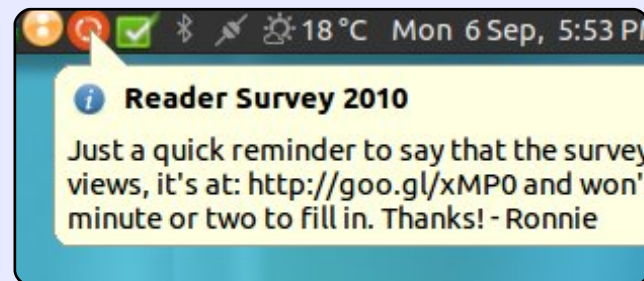 18 °C Mon 6 Sep, 5:53 P
Reader Survey 2010
Just a quick reminder to say that the survey
views, it's at: http://goo.gl/xMP0 and won'
minute or two to fill in. Thanks! - Ronnie